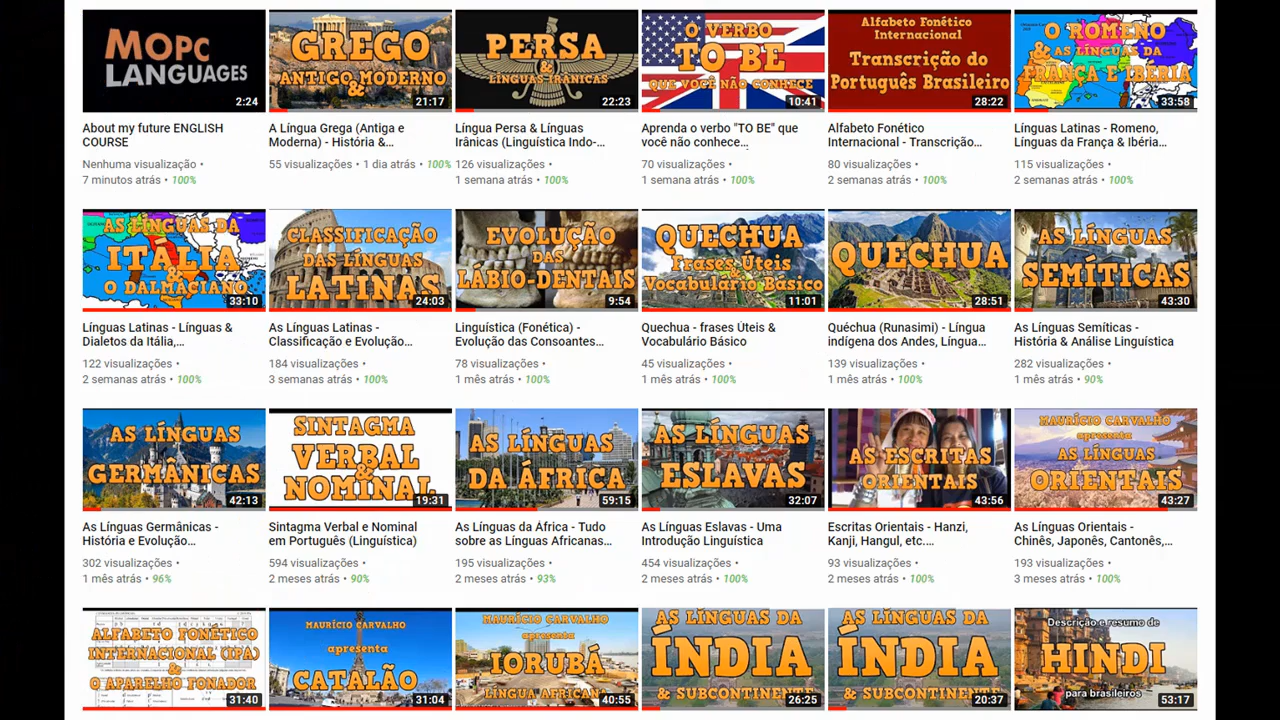 MOPC
LANGUAGES
2:24
About my future ENGLISH
COURSE
Nenhuma visualização •
7 minutos atrás • 100%
GREGO
ANTIGO MODERNO
&
21:17
A Língua Grega (Antiga e
Moderna) - História &...
55 visualizações • 1 dia atrás • 100%
PERSA
&
LÍNGUAS IRÂNICAS
22:23
Língua Persa & Línguas
Irânicas (Linguística Indo-...
126 visualizações •
1 semana atrás • 100%
O VERBO
TO BE
QUE VOCÊ NÃO CONHECE
10:41
Aprenda o verbo "TO BE" que
você não conhece...
70 visualizações •
1 semana atrás • 100%
Alfabeto Fonético
Internacional
Transcrição do
Português Brasileiro
28:22
Alfabeto Fonético
Internacional - Transcrição...
80 visualizações •
2 semanas atrás • 100%
O ROMENO
& AS LÍNGUAS DA
FRANÇA E IBÉRIA
33:58
Línguas Latinas - Romeno,
Línguas da França & Ibéria...
115 visualizações •
2 semanas atrás • 100%
AS LÍNGUAS DA
ITÁLIA
&
O DALMACIANO
33:10
Línguas Latinas - Línguas &
Dialetos da Itália,...
122 visualizações •
2 semanas atrás • 100%
CLASSIFICAÇÃO
DAS LÍNGUAS
LATINAS
24:03
As Línguas Latinas -
Classificação e Evolução...
184 visualizações •
3 semanas atrás • 100%
EVOLUÇÃO
DAS
LÁBIO-DENTAIS
9:54
Linguística (Fonética) -
Evolução das Consoantes...
78 visualizações •
1 mês atrás • 100%
QUECHUA
Frases Úteis
&
Vocabulário Básico
11:01
Quechua - frases Úteis &
Vocabulário Básico
45 visualizações •
1 mês atrás • 100%
QUECHUA
28:51
Quéchua (Runasimi) - Língua
indígena dos Andes, Língua...
139 visualizações •
1 mês atrás • 100%
AS LÍNGUAS
SEMÍTICAS
43:30
As Línguas Semíticas -
História & Análise Linguística
282 visualizações •
1 mês atrás • 90%
AS LÍNGUAS
GERMÂNICAS
42:13
As Línguas Germânicas -
História e Evolução...
302 visualizações •
1 mês atrás • 96%
SINTAGMA
VERBAL
&
NOMINAL
19:31
Sintagma Verbal e Nominal
em Português (Linguística)
594 visualizações •
2 meses atrás • 90%
AS LÍNGUAS
DA ÁFRICA
59:15
As Línguas da África - Tudo
sobre as Línguas Africanas...
195 visualizações •
2 meses atrás • 93%
AS LÍNGUAS
ESLAVAS
32:07
As Línguas Eslavas - Uma
Introdução Linguística
454 visualizações •
2 meses atrás • 100%
AS ESCRITAS
ORIENTAIS
43:56
Escritas Orientais - Hanzi,
Kanji, Hangul, etc....
93 visualizações •
2 meses atrás • 100%
MAURÍCIO CARVALHO
apresenta
AS LÍNGUAS
ORIENTAIS
43:27
As Línguas Orientais -
Chinês, Japonês, Cantonês,...
193 visualizações •
3 meses atrás • 100%
ALFABETO FONÉTICO
INTERNACIONAL (IPA)
&
O APARELHO FONADOR
31:40
MAURÍCIO CARVALHO
apresenta
CATALÃO
31:04
MAURÍCIO CARVALHO
apresenta
IORUBÁ
LÍNGUA AFRICANA
40:55
AS LÍNGUAS DA
ÍNDIA
& SUBCONTINENTE
26:25
AS LÍNGUAS DA
ÍNDIA
& SUBCONTINENTE
20:37
Descrição e resumo de
HINDI
para brasileiros
53:17